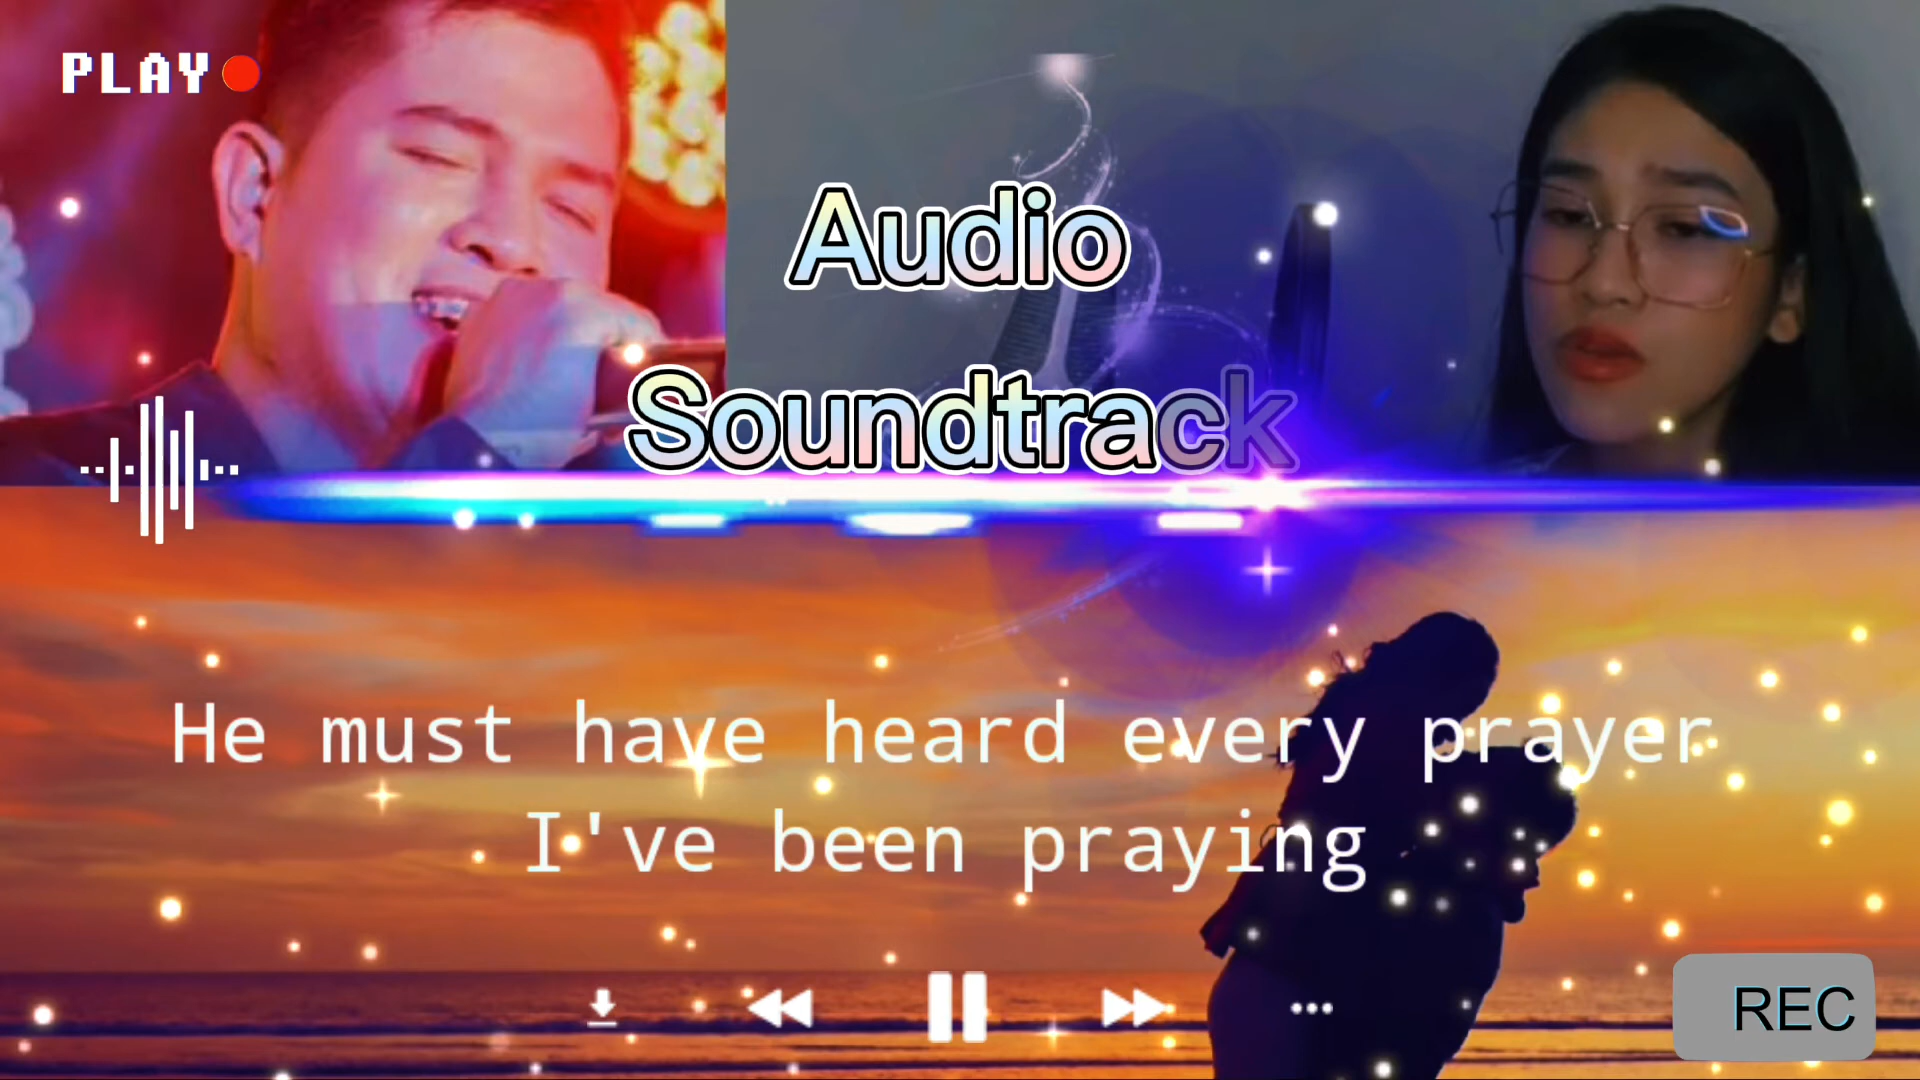 PLAY
Audio
Soundtrack
He must have heard every prayer
I've been praying
REC